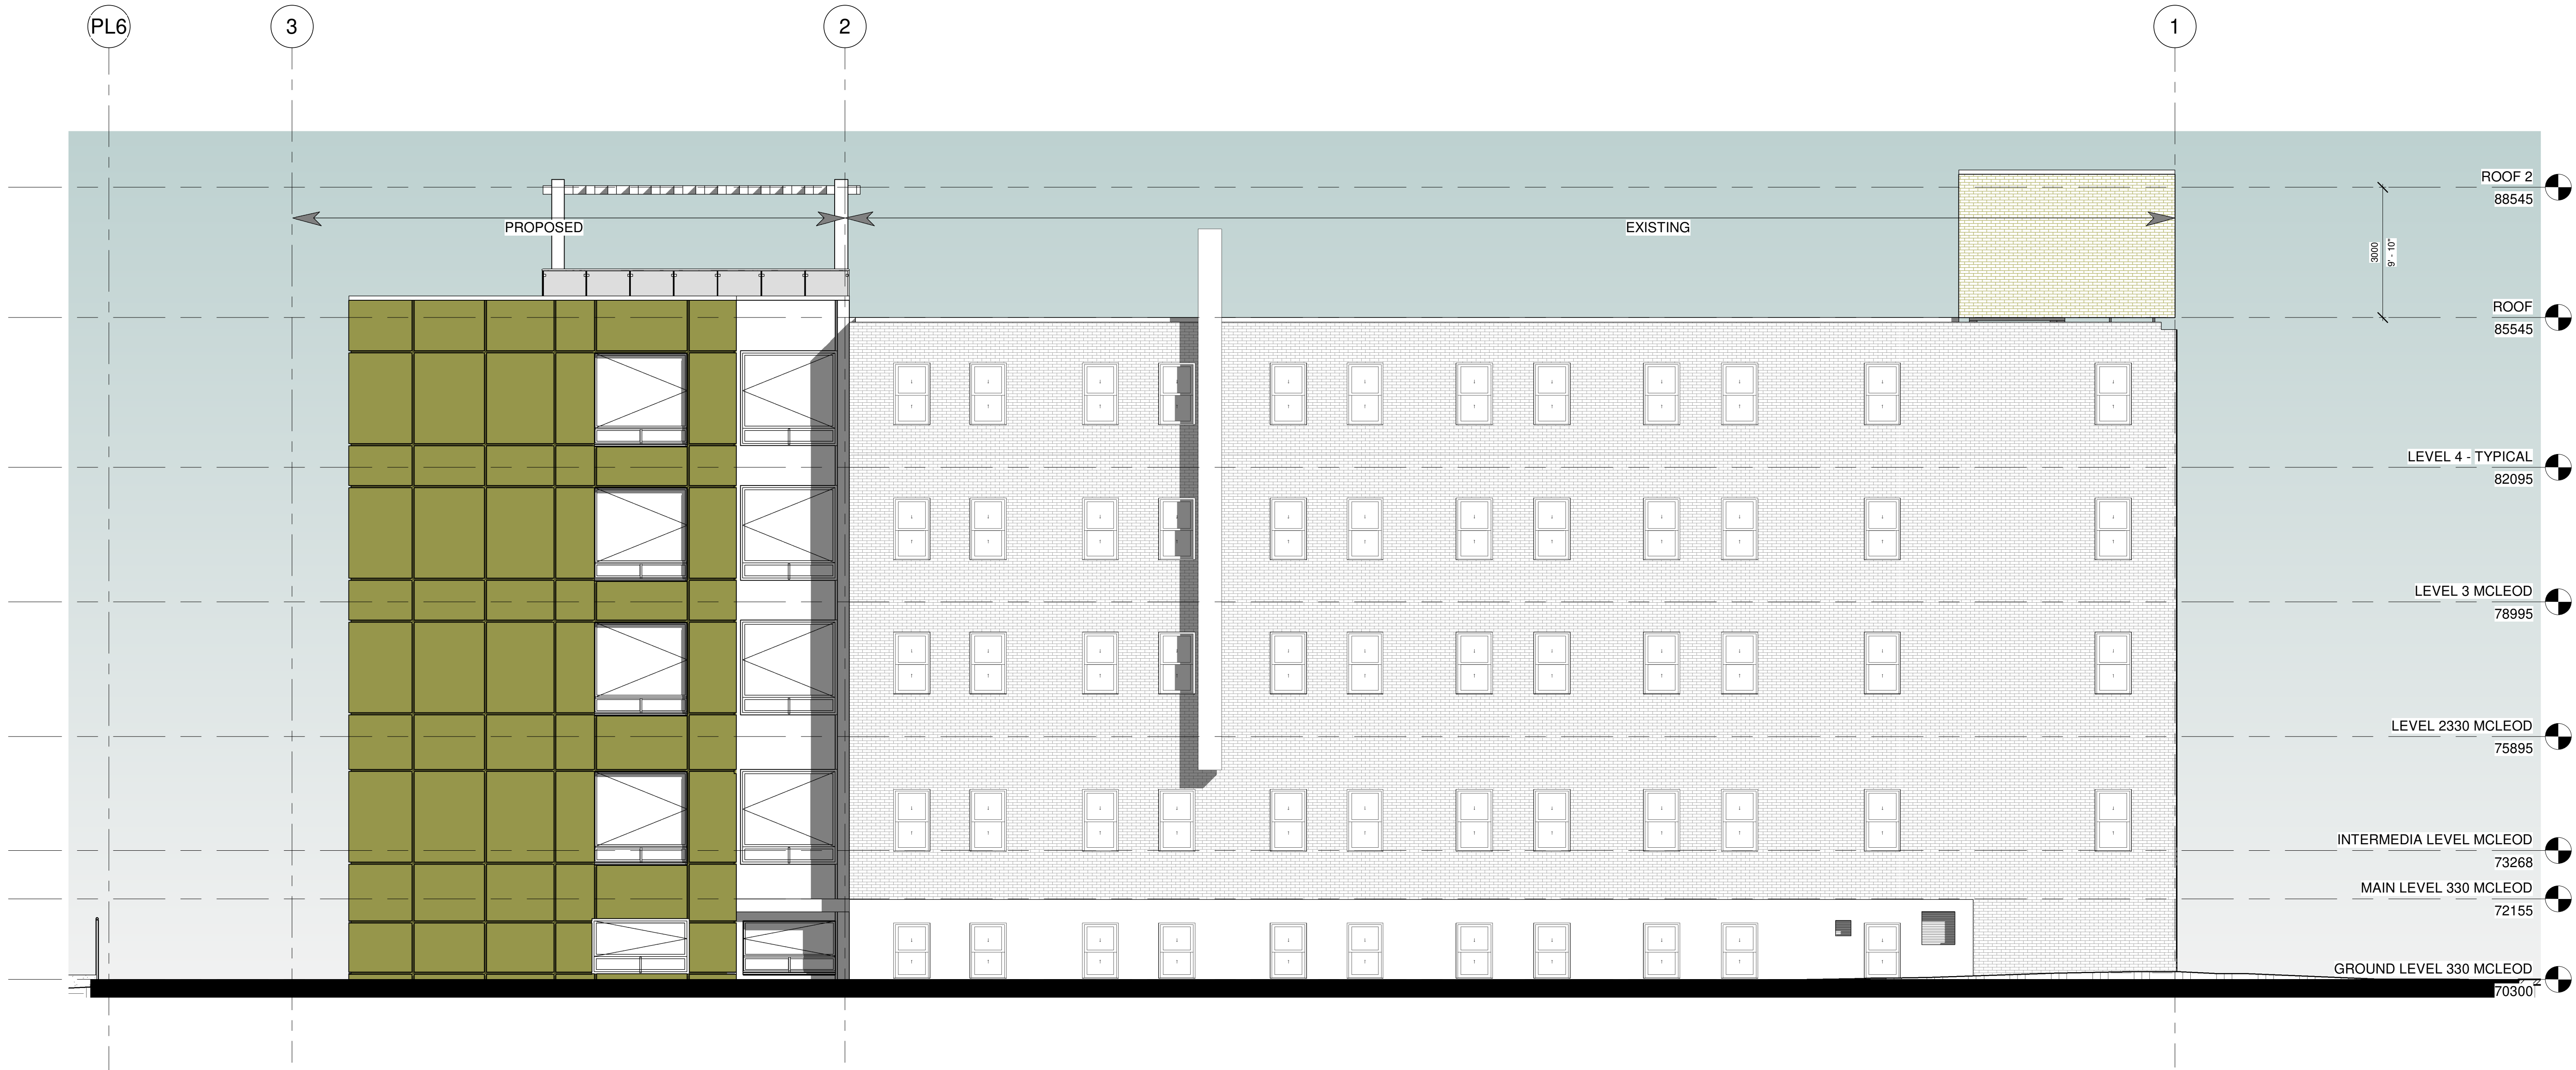 PL6
3
2
1
PROPOSED
EXISTING
ROOF 2
88545
3000
9' - 10"
ROOF
85545
LEVEL 4 - TYPICAL
82095
LEVEL 3 MCLEOD
78995
LEVEL 2330 MCLEOD
75895
INTERMEDIA LEVEL MCLEOD
73268
MAIN LEVEL 330 MCLEOD
72155
GROUND LEVEL 330 MCLEOD
70300